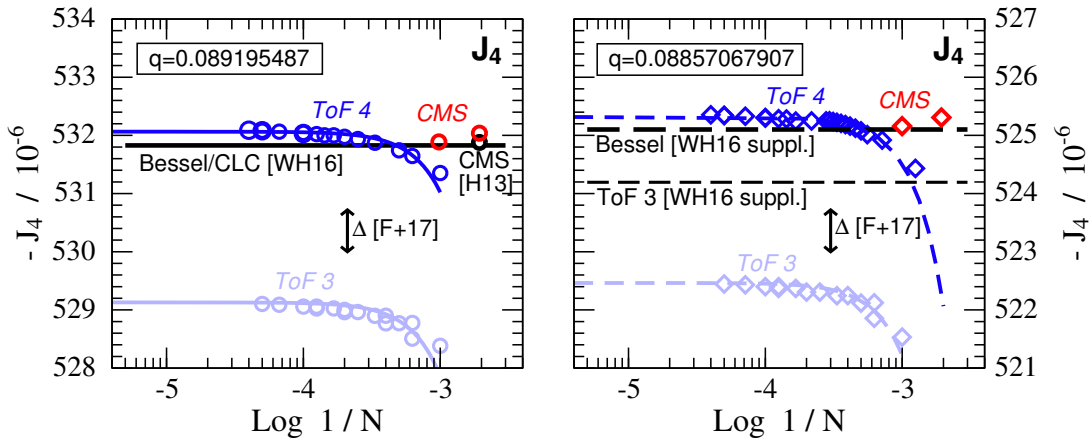 534
533
532
531
530
529
528
- J4 / 10-6
q=0.089195487
J4
ToF 4
CMS
Bessel/CLC [WH16]
CMS
[H13]
Δ [F+17]
ToF 3
-5
-4
-3
Log 1 / N
q=0.08857067907
J4
ToF 4
CMS
Bessel [WH16 suppl.]
ToF 3 [WH16 suppl.]
Δ [F+17]
ToF 3
-5
-4
-3
Log 1 / N
527
526
525
524
523
522
521
- J4 / 10-6